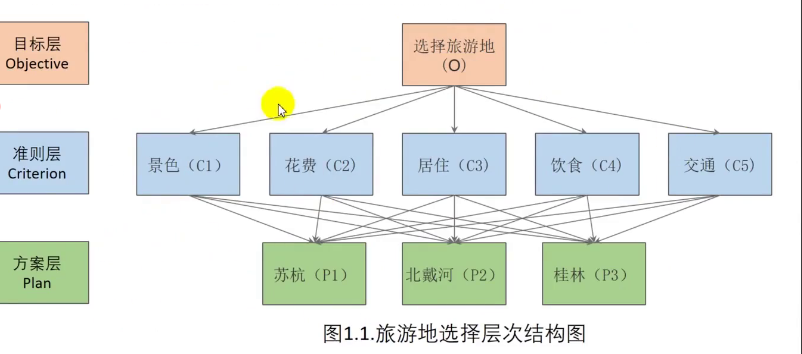 目标层
Objective
选择旅游地
（O）
准则层
Criterion
景色（C1）
花费（C2)
居住（C3)
饮食（C4)
交通（C5)
方案层
Plan
苏杭（P1）
北戴河（P2）
桂林（P3）
图1.1.旅游地选择层次结构图